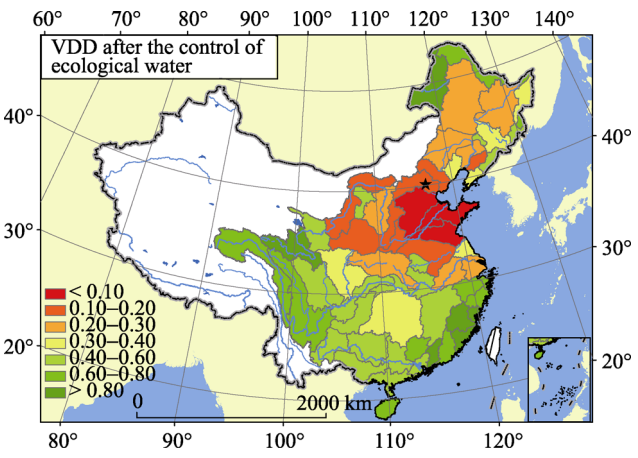 60° 70° 80° 90° 100° 110° 120° 130° 140°
VDD after the control of
ecological water
40° 40°
30° 30°
20° 20°
< 0.10
0.10–0.20
0.20–0.30
0.30–0.40
0.40–0.60
0.60–0.80
> 0.80
0 2000 km
80° 90° 100° 110° 120°